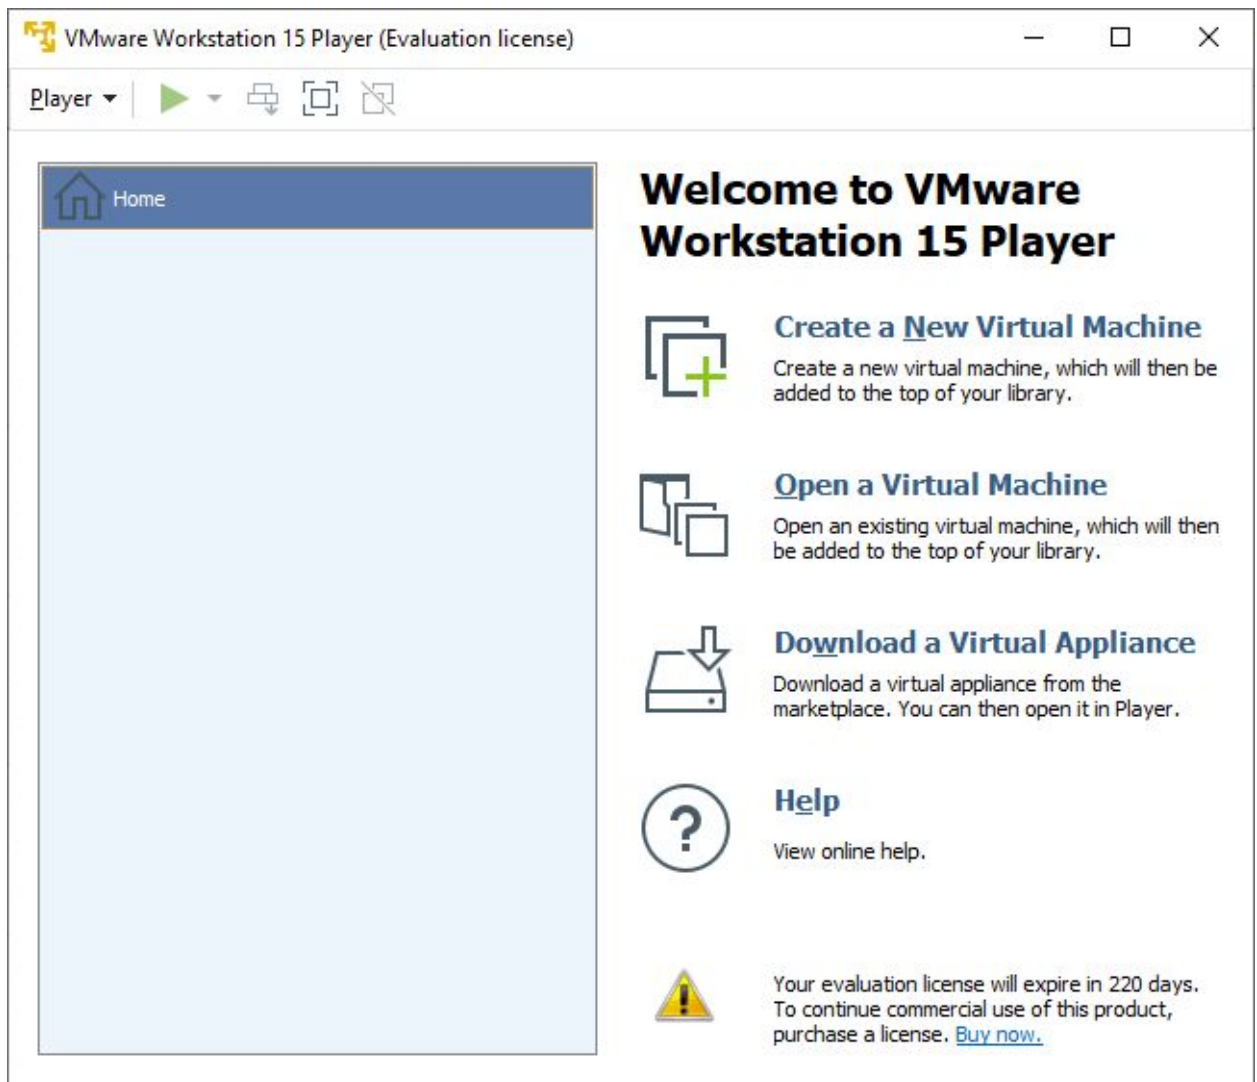 VMware Workstation 15 Player (Evaluation license)
Player
Home
Welcome to VMware
Workstation 15 Player
Create a New Virtual Machine
Create a new virtual machine, which will then be
added to the top of your library.
Open a Virtual Machine
Open an existing virtual machine, which will then
be added to the top of your library.
Download a Virtual Appliance
Download a virtual appliance from the
marketplace. You can then open it in Player.
Help
View online help.
Your evaluation license will expire in 220 days.
To continue commercial use of this product,
purchase a license. Buy now.